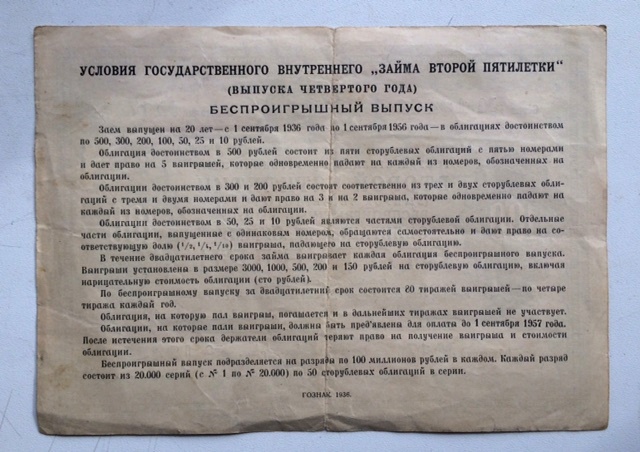 УСЛОВИЯ ГОСУДАРСТВЕННОГО ВНУТРЕННЕГО „ЗАЙМА ВТОРОЙ ПЯТИЛЕТКИ“
(ВЫПУСКА ЧЕТВЕРТОГО ГОДА)
БЕСПРОИГРЫШНЫЙ ВЫПУСК
Заем выпущен на 20 лет—с 1 сентября 1936 года до 1 сентября 1956 года—в облигациях достоинством
по 500, 300, 200, 100, 50, 25 и 10 рублей.
Облигация достоинством в 500 рублей состоит из пяти сторублевых облигаций с пятью номерами
и дает право на 5 выигрышей, которые одновременно падают на каждый из номеров, обозначенных на
облигации.
Облигации достоинством в 300 и 200 рублей состоят соответственно из трех и двух сторублевых обли-
гаций с тремя и двумя номерами и дают право на 3 и на 2 выигрыша, которые одновременно падают на
каждый из номеров, обозначенных на облигации.
Облигации достоинством в 50, 25 и 10 рублей являются частями сторублевой облигации. Отдельные
части облигации, выпущенные с одинаковым номером, обращаются самостоятельно и дают право на со-
ответствующую долю (1/2, 1/4, 1/10) выигрыша, падающего на сторублевую облигацию.
В течение двадцатилетнего срока займа выигрывает каждая облигация беспроигрышного выпуска.
Выигрыши установлены в размере 3000, 1000, 500, 200 и 150 рублей на сторублевую облигацию, включая
нарицательную стоимость облигации (сто рублей).
По беспроигрышному выпуску за двадцатилетний срок состоится 80 тиражей выигрышей—по четыре
тиража каждый год.
Облигация, на которую пал выигрыш, погашается и в дальнейших тиражах выигрышей не участвует.
Облигации, на которые пали выигрыши, должны быть пред'явлены для оплаты до 1 сентября 1957 года.
После истечения этого срока держатели облигаций теряют право на получение выигрыша и стоимости
облигации.
Беспроигрышный выпуск подразделяется на разряды по 100 миллионов рублей в каждом. Каждый разряд
состоит из 20.000 серий (с № 1 по № 20.000) по 50 сторублевых облигаций в серии.
ГОЗНАК 1936.